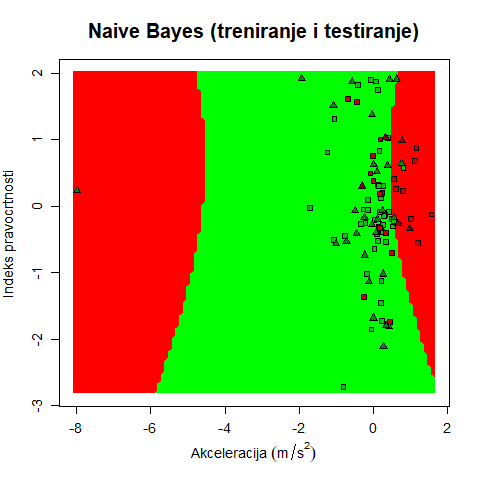 Naive Bayes (treniranje i testiranje)
2
1
0
-1
-2
-3
Indeks pravocrtnosti
-8 -6 -4 -2 0 2
Akceleracija (m/s²)